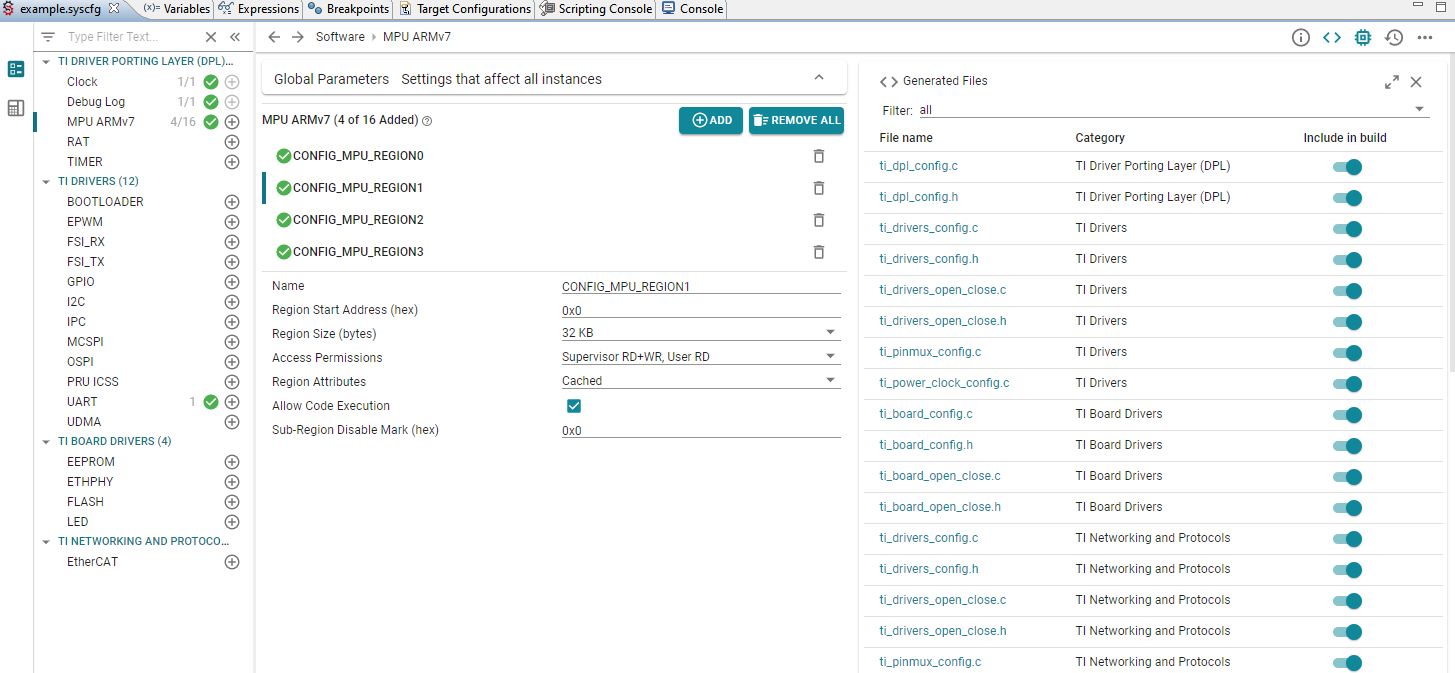 example.syscfg
(x)= Variables
Expressions
Breakpoints
Target Configurations
Scripting Console
Console
Type Filter Text...
TI DRIVER PORTING LAYER (DPL)...
Clock 1/1
Debug Log 1/1
MPU ARMv7 4/16
RAT
TIMER
TI DRIVERS (12)
BOOTLOADER
EPWM
FSI_RX
FSI_TX
GPIO
I2C
IPC
MCSPI
OSPI
PRU ICSS
UART 1
UDMA
TI BOARD DRIVERS (4)
EEPROM
ETHPHY
FLASH
LED
TI NETWORKING AND PROTOCO...
EtherCAT
Software > MPU ARMv7
Global Parameters Settings that affect all instances
MPU ARMv7 (4 of 16 Added)
ADD
REMOVE ALL
CONFIG_MPU_REGION0
CONFIG_MPU_REGION1
CONFIG_MPU_REGION2
CONFIG_MPU_REGION3
Name CONFIG_MPU_REGION1
Region Start Address (hex) 0x0
Region Size (bytes) 32 KB
Access Permissions Supervisor RD+WR, User RD
Region Attributes Cached
Allow Code Execution
Sub-Region Disable Mark (hex) 0x0
Generated Files
Filter: all
File name Category Include in build
ti_dpl_config.c TI Driver Porting Layer (DPL)
ti_dpl_config.h TI Driver Porting Layer (DPL)
ti_drivers_config.c TI Drivers
ti_drivers_config.h TI Drivers
ti_drivers_open_close.c TI Drivers
ti_drivers_open_close.h TI Drivers
ti_pinmux_config.c TI Drivers
ti_power_clock_config.c TI Drivers
ti_board_config.c TI Board Drivers
ti_board_config.h TI Board Drivers
ti_board_open_close.c TI Board Drivers
ti_board_open_close.h TI Board Drivers
ti_drivers_config.c TI Networking and Protocols
ti_drivers_config.h TI Networking and Protocols
ti_drivers_open_close.c TI Networking and Protocols
ti_drivers_open_close.h TI Networking and Protocols
ti_pinmux_config.c TI Networking and Protocols